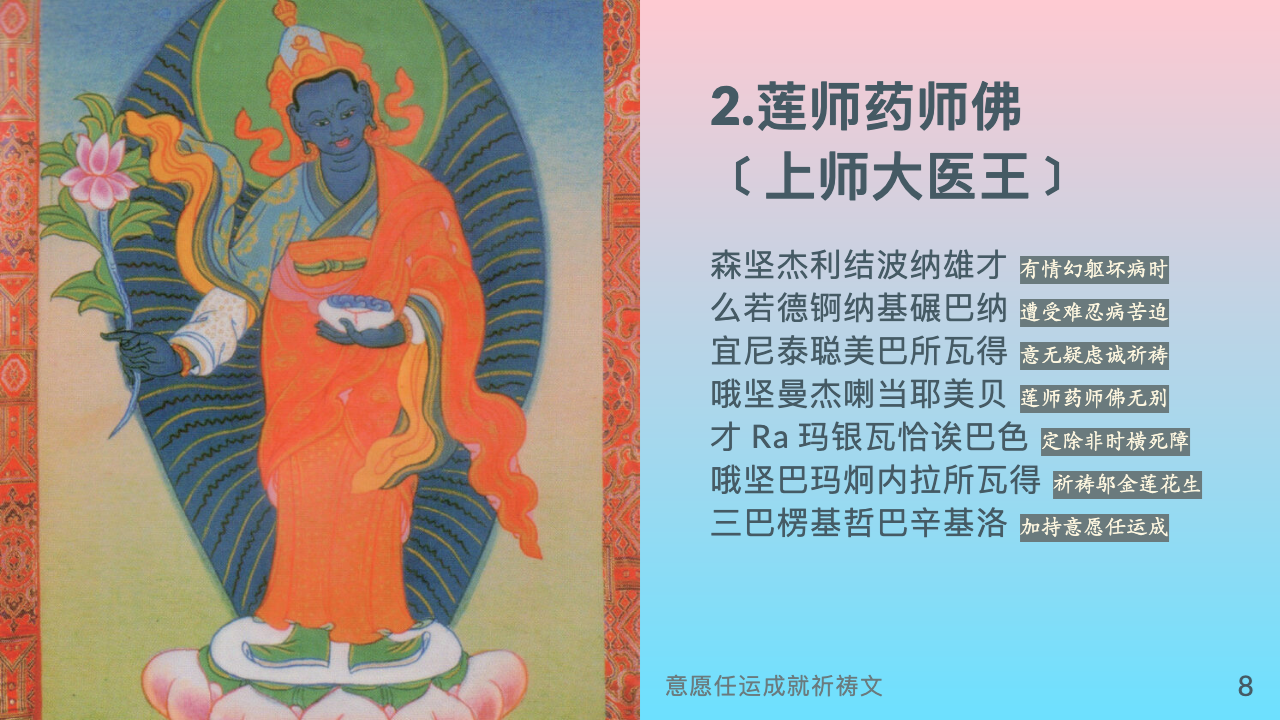 2.莲师药师佛
﹝上师大医王﹞
森坚杰利结波纳雄才 有情幻躯坏病时
么若德锕纳基碾巴纳 遭受难忍病苦迫
宜尼泰聪美巴所瓦得 意无疑虑诚祈祷
哦坚曼杰喇当耶美贝 莲师药师佛无别
才 Ra 玛银瓦恰诶巴色 定除非时横死障
哦坚巴玛炯内拉所瓦得 祈祷邬金莲花生
三巴楞基哲巴辛基洛 加持意愿任运成
意愿任运成就祈祷文
8